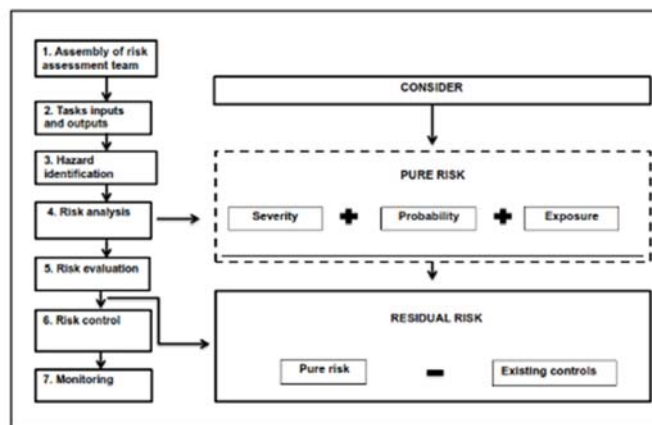 1. Assembly of risk
assessment team
2. Tasks inputs
and outputs
3. Hazard
identification
4. Risk analysis
5. Risk evaluation
6. Risk control
7. Monitoring
CONSIDER
PURE RISK
Severity + Probability + Exposure
RESIDUAL RISK
Pure risk - Existing controls